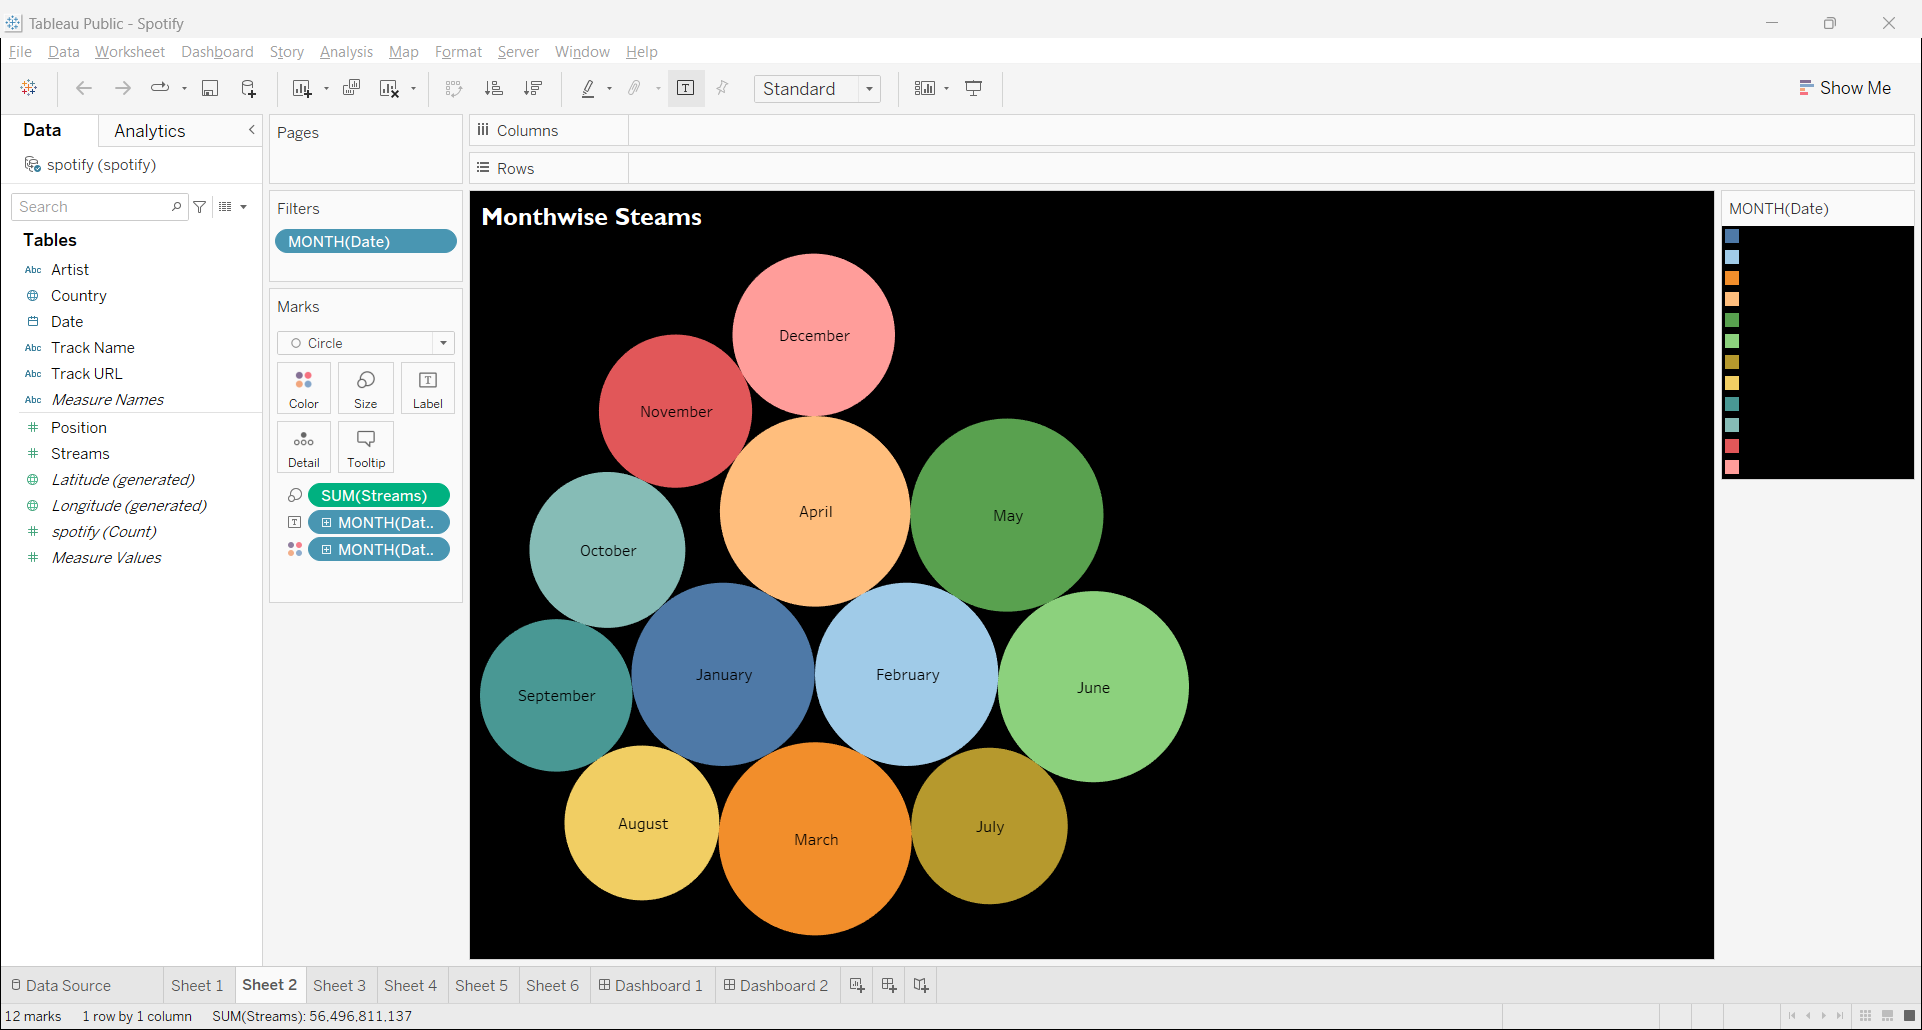 Tableau Public - Spotify
File Data Worksheet Dashboard Story Analysis Map Format Server Window Help
Standard
Show Me
Data Analytics
spotify (spotify)
Search
Tables
Abc Artist
Country
Date
Abc Track Name
Abc Track URL
Abc Measure Names
Position
Streams
Latitude (generated)
Longitude (generated)
spotify (Count)
Measure Values
Pages
Filters
MONTH(Date)
Marks
Circle
Color Size Label
Detail Tooltip
SUM(Streams)
MONTH(Dat..
MONTH(Dat..
Columns
Rows
Monthwise Steams
December
November
April
May
October
January
February
June
September
August
March
July
MONTH(Date)
Data Source Sheet 1 Sheet 2 Sheet 3 Sheet 4 Sheet 5 Sheet 6 Dashboard 1 Dashboard 2
12 marks 1 row by 1 column SUM(Streams): 56,496,811,137